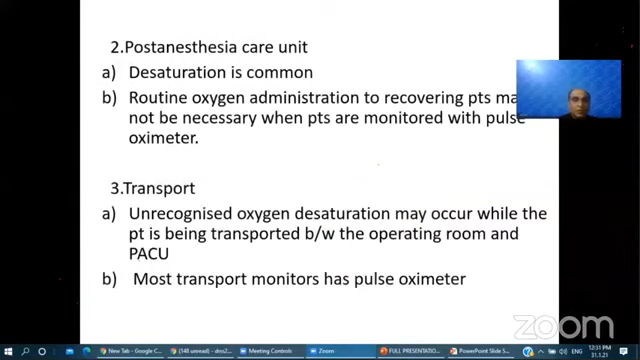 2.Postanesthesia care unit
a) Desaturation is common
b) Routine oxygen administration to recovering pts
not be necessary when pts are monitored with pulse
oximeter.
3.Transport
a) Unrecognised oxygen desaturation may occur while the
pt is being transported b/w the operating room and
PACU
b) Most transport monitors has pulse oximeter
zoom
New Tab - Google C...
Meeting Controls
Zoom
FULL PRESENTATIO...
PowerPoint Slide S...
ENG
12:31 PM
31.1.21